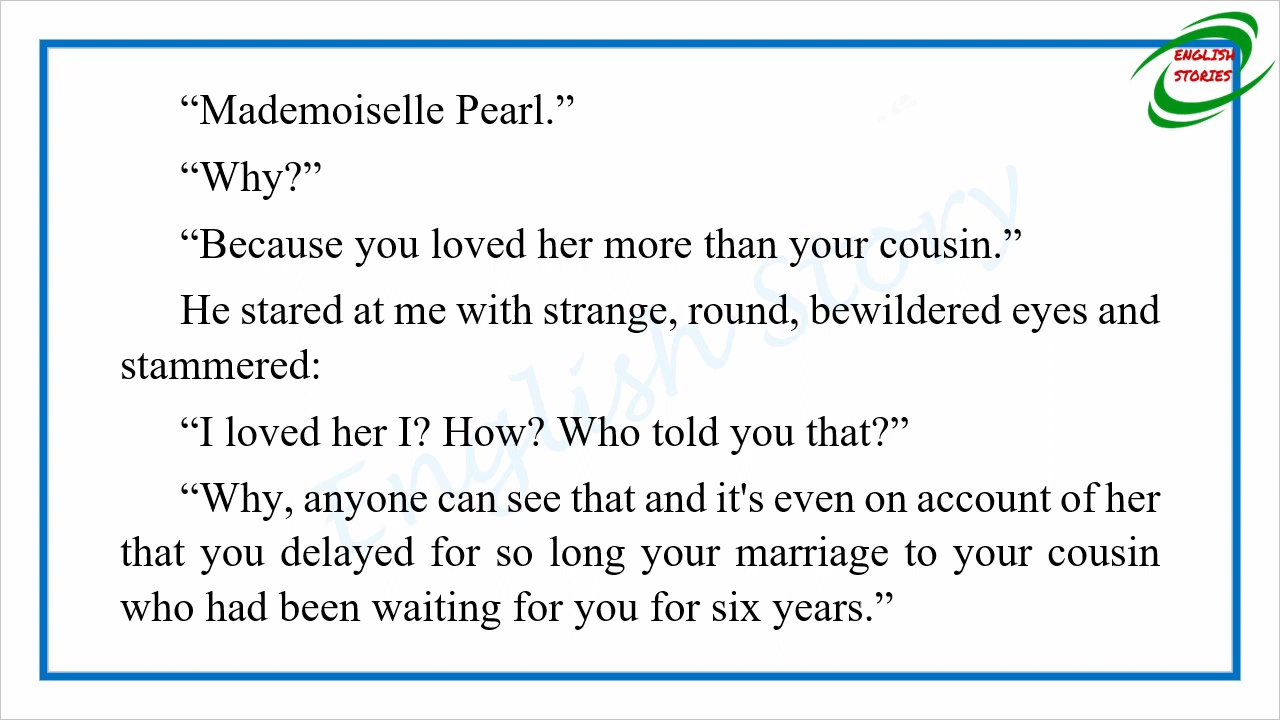 ENGLISH
STORIES
“Mademoiselle Pearl.”
“Why?”
“Because you loved her more than your cousin.”
He stared at me with strange, round, bewildered eyes and
stammered:
“I loved her I? How? Who told you that?”
“Why, anyone can see that and it's even on account of her
that you delayed for so long your marriage to your cousin
who had been waiting for you for six years.”
English Story